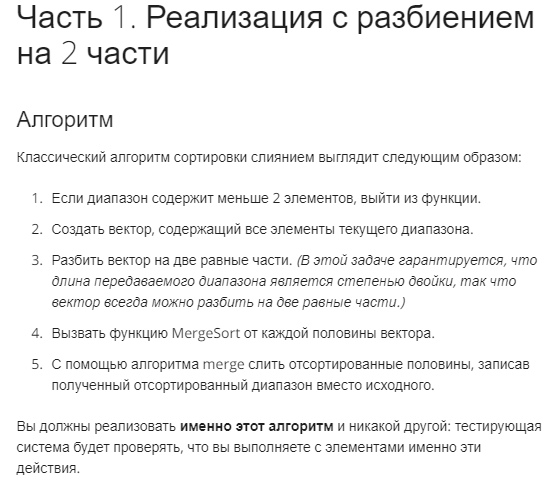 Часть 1. Реализация с разбиением
на 2 части
Алгоритм
Классический алгоритм сортировки слиянием выглядит следующим образом:
1. Если диапазон содержит меньше 2 элементов, выйти из функции.
2. Создать вектор, содержащий все элементы текущего диапазона.
3. Разбить вектор на две равные части. (В этой задаче гарантируется, что
длина передаваемого диапазона является степенью двойки, так что
вектор всегда можно разбить на две равные части.)
4. Вызвать функцию MergeSort от каждой половины вектора.
5. С помощью алгоритма merge слить отсортированные половины, записав
полученный отсортированный диапазон вместо исходного.
Вы должны реализовать именно этот алгоритм и никакой другой: тестирующая
система будет проверять, что вы выполняете с элементами именно эти
действия.